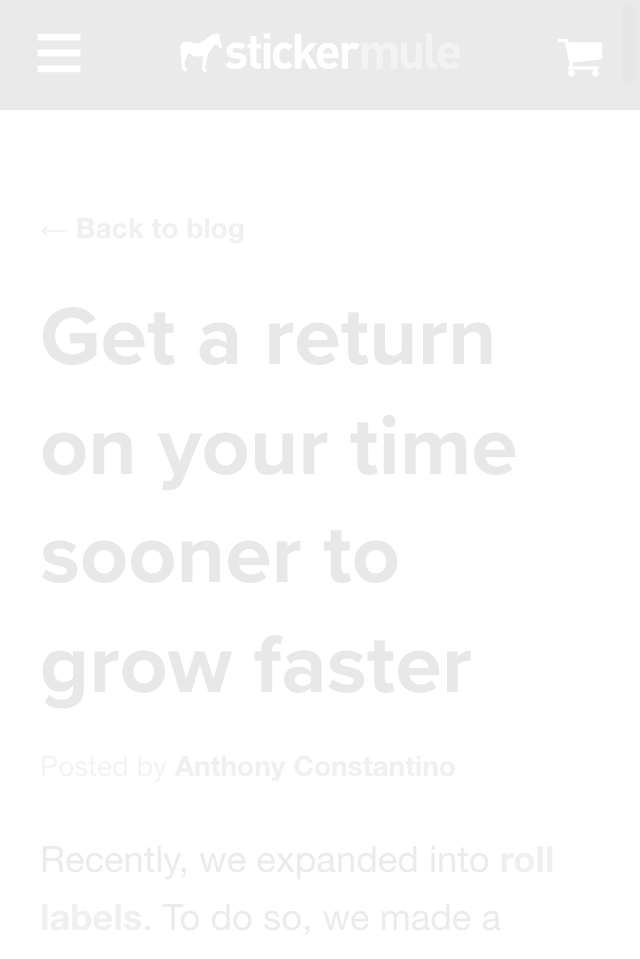 stickermule
← Back to blog
Get a return
on your time
sooner to
grow faster
Posted by Anthony Constantino
Recently, we expanded into roll
labels. To do so, we made a